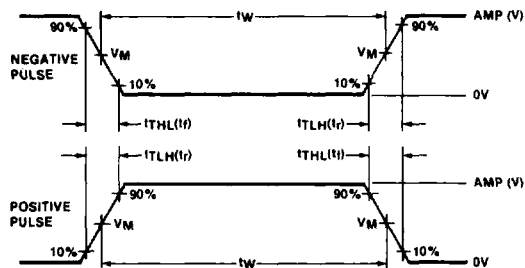 tW
AMP (V)
90%
90%
NEGATIVE
PULSE
VM
VM
10%
10%
0V
tTHL(tf)
tTLH(tr)
tTLH(tr)
tTHL(tf)
AMP (V)
POSITIVE
PULSE
90%
90%
VM
VM
10%
10%
tW
0V